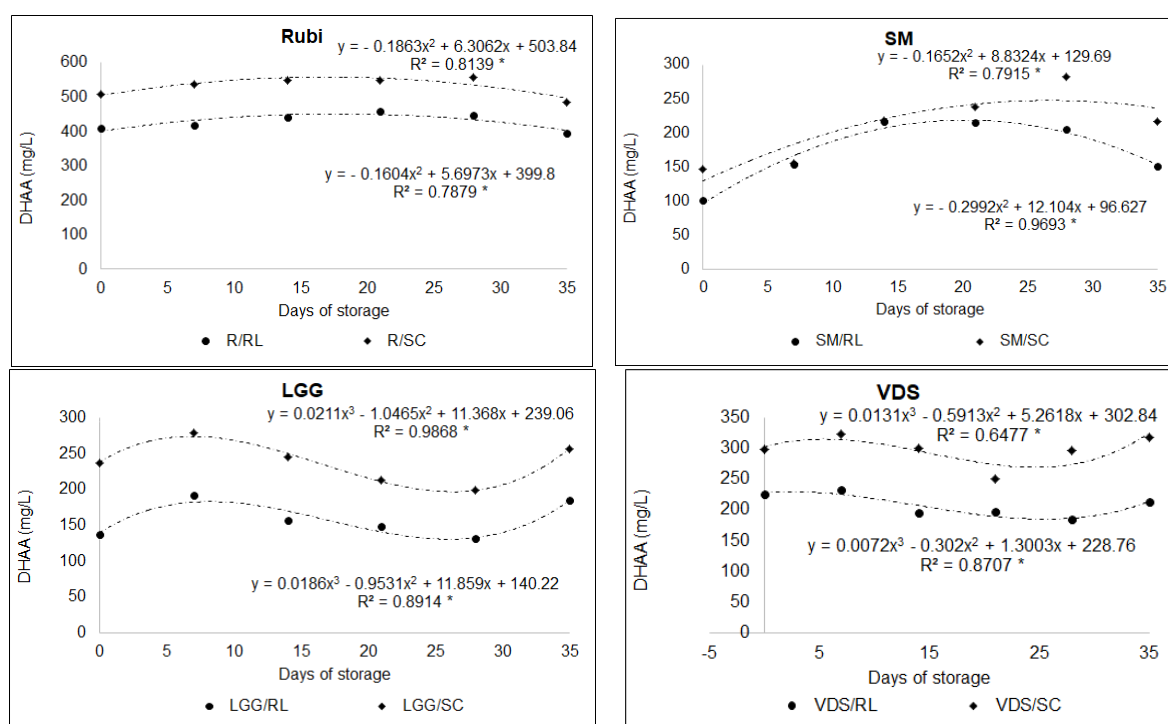 Rubi
y = - 0.1863x² + 6.3062x + 503.84
R² = 0.8139 *
600
500
400
300
200
100
0
DHAA (mg/L)
y = - 0.1604x² + 5.6973x + 399.8
R² = 0.7879 *
0 5 10 15 20 25 30 35
Days of storage
R/RL R/SC
SM
y = - 0.1652x² + 8.8324x + 129.69
R² = 0.7915 *
300
250
200
150
100
50
0
DHAA (mg/L)
y = - 0.2992x² + 12.104x + 96.627
R² = 0.9693 *
0 5 10 15 20 25 30 35
Days of storage
SM/RL SM/SC
LGG
y = 0.0211x³ - 1.0465x² + 11.368x + 239.06
R² = 0.9868 *
300
250
200
150
100
50
0
DHAA (mg/L)
y = 0.0186x³ - 0.9531x² + 11.859x + 140.22
R² = 0.8914 *
0 5 10 15 20 25 30 35
Days of storage
LGG/RL LGG/SC
VDS
y = 0.0131x³ - 0.5913x² + 5.2618x + 302.84
R² = 0.6477 *
350
300
250
200
150
100
50
0
DHAA (mg/L)
y = 0.0072x³ - 0.302x² + 1.3003x + 228.76
R² = 0.8707 *
-5 5 15 25 35
Days of storage
VDS/RL VDS/SC